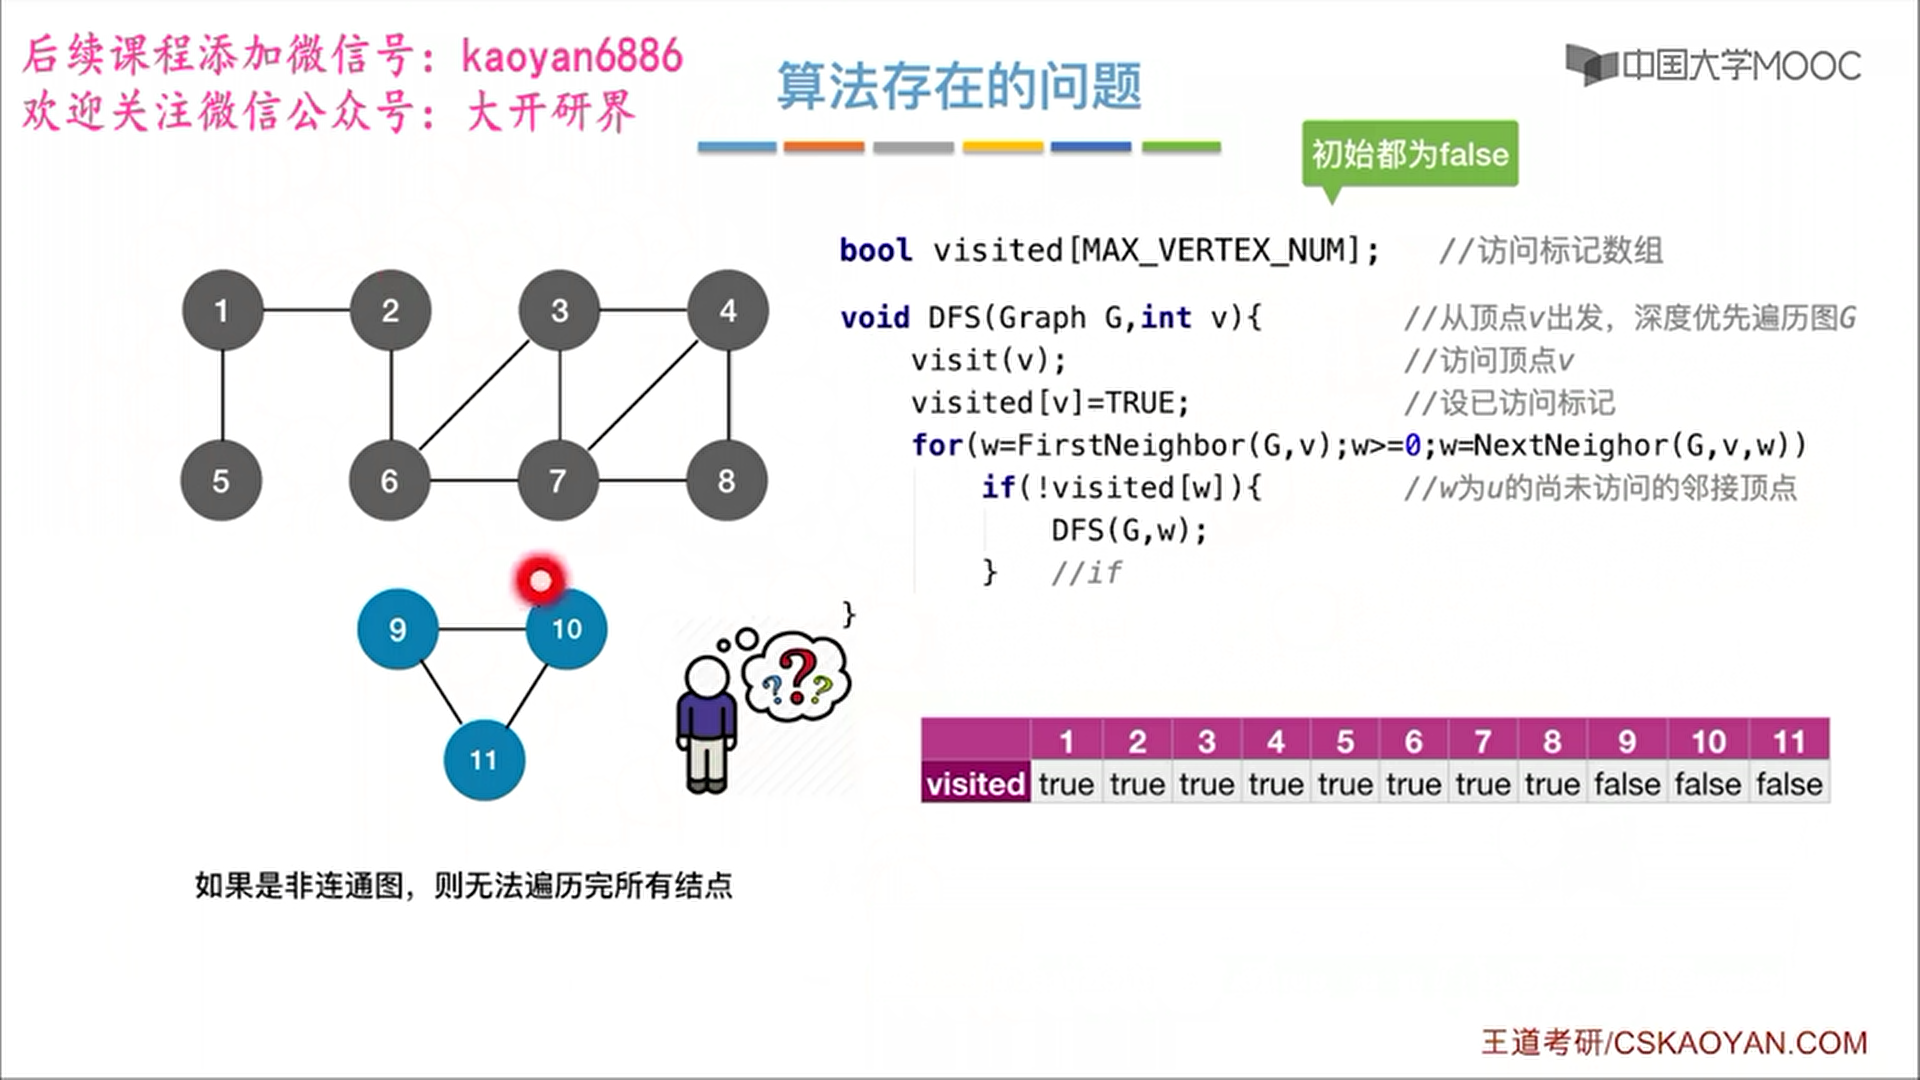 后续课程添加微信号：kaoyan6886
欢迎关注微信公众号：大开研界
算法存在的问题
中国大学MOOC
初始都为false
bool visited[MAX_VERTEX_NUM]; //访问标记数组
void DFS(Graph G,int v){ //从顶点v出发，深度优先遍历图G
visit(v); //访问顶点v
visited[v]=TRUE; //设已访问标记
for(w=FirstNeighbor(G,v);w>=0;w=NextNeighor(G,v,w))
if(!visited[w]){ //w为u的尚未访问的邻接顶点
DFS(G,w);
} //if
}
1 2 3 4
5 6 7 8
9 10
11
? ? ?
1 2 3 4 5 6 7 8 9 10 11
visited true true true true true true true true false false false
如果是非连通图，则无法遍历完所有结点
王道考研/CSKAOYAN.COM